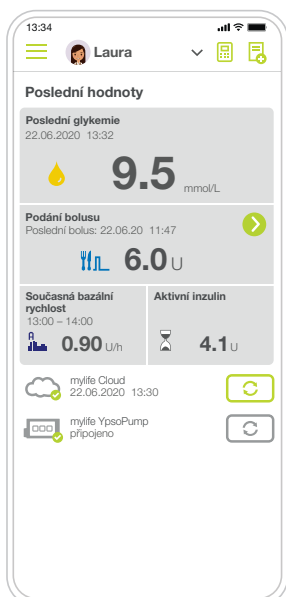 13:34
Laura
Poslední hodnoty
Poslední glykemie
22.06.2020 13:32
9.5 mmol/L
Podání bolusu
Poslední bolus: 22.06.20 11:47
6.0 U
Současná bazální
rychlost
13:00 – 14:00
0.90 U/h
Aktivní inzulin
4.1 U
mylife Cloud
22.06.2020 13:30
mylife YpsoPump
připojeno